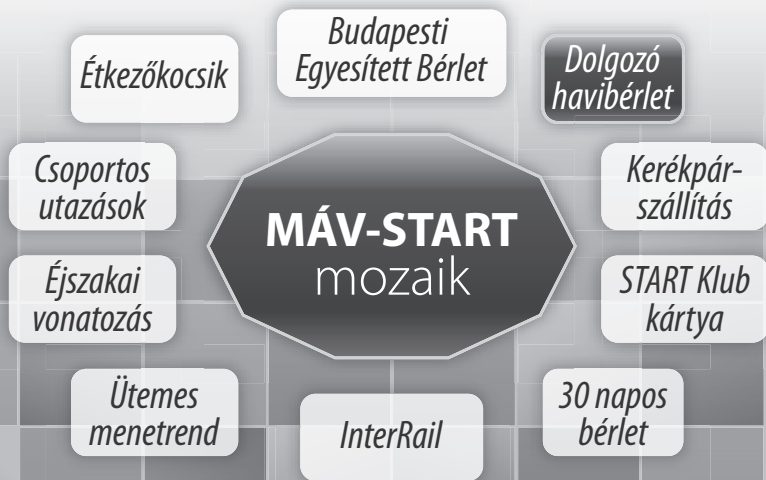 Budapesti
Egyesített Bérlet
Étkezőkocsik
Dolgozó
havibérlet
Csoportos
utazások
Kerékpár-
szállítás
MÁV-START
mozaik
Éjszakai
vonatozás
START Klub
kártya
Ütemes
menetrend
InterRail
30 napos
bérlet